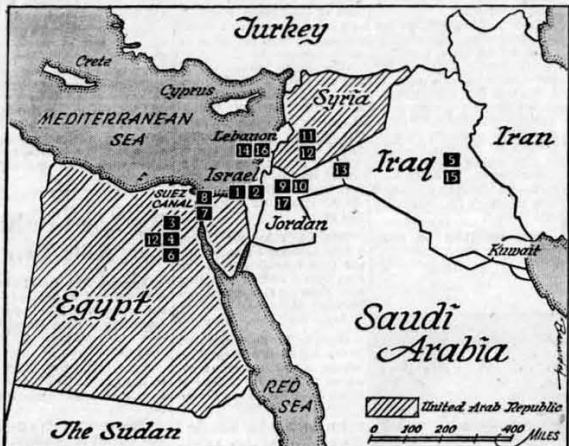 Turkey
Crete
Cyprus
Syria
MEDITERRANEAN
SEA
Lebanon
11
14 16
12
Iran
Israel
13
Iraq
5
15
SUEZ
CANAL
8
1 2
9 10
7
17
Jordan
3
12 4
6
Kuwait
Egypt
Saudi
Arabia
RED
SEA
United Arab Republic
The Sudan
0 200 400 MILES